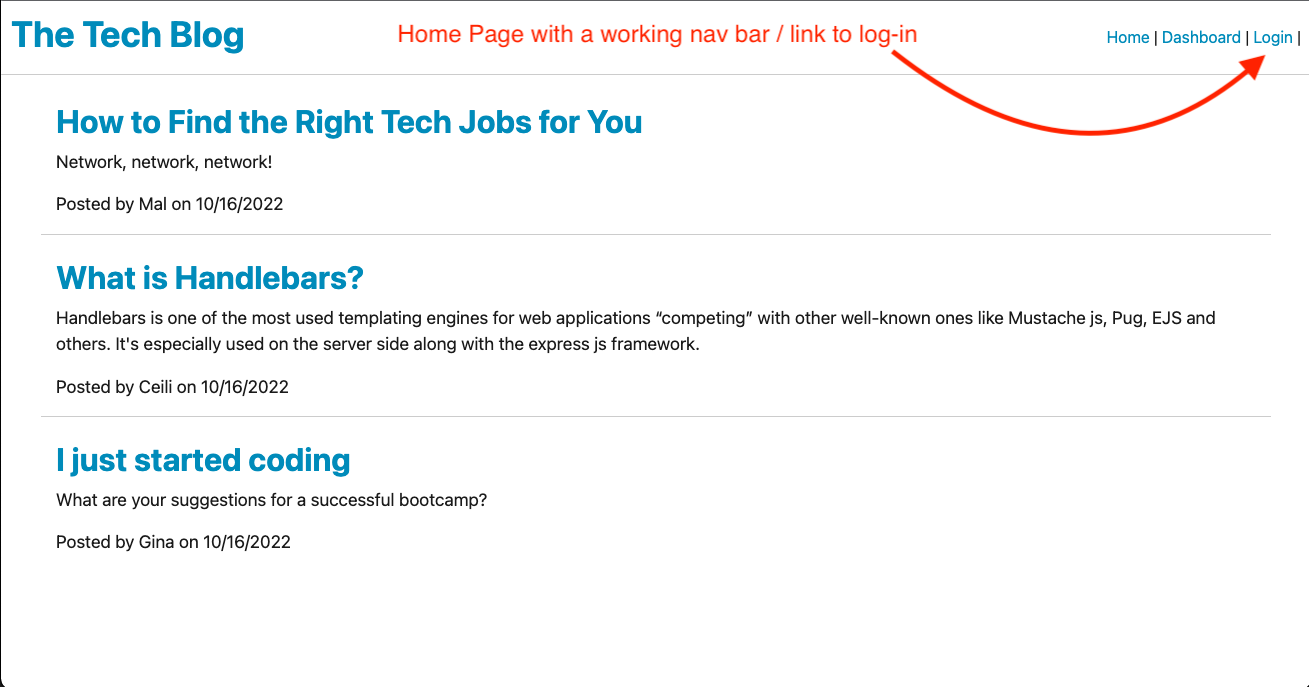 The Tech Blog
Home Page with a working nav bar / link to log-in
Home | Dashboard | Login |
How to Find the Right Tech Jobs for You
Network, network, network!
Posted by Mal on 10/16/2022
What is Handlebars?
Handlebars is one of the most used templating engines for web applications “competing” with other well-known ones like Mustache js, Pug, EJS and
others. It's especially used on the server side along with the express js framework.
Posted by Ceili on 10/16/2022
I just started coding
What are your suggestions for a successful bootcamp?
Posted by Gina on 10/16/2022